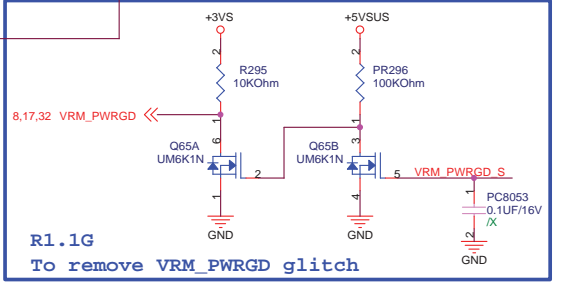 +3VS
+5VSUS
2
2
R295
10KOhm
PR296
100KOhm
1
1
8,17,32 VRM_PWRGD
6
3
Q65A
UM6K1N
Q65B
UM6K1N
2
5
VRM_PWRGD_S
1
4
1
PC8053
0.1UF/16V
/X
2
GND
GND
GND
R1.1G
To remove VRM_PWRGD glitch